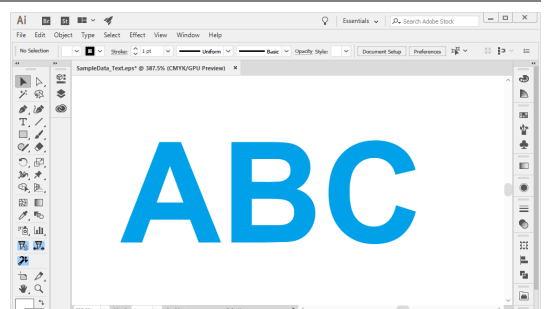 Ai Br St Essentials Search Adobe Stock
File Edit Object Type Select Effect View Window Help
No Selection Stroke: 1 pt Uniform Basic Opacity Style: Document Setup Preferences
SampleData_Text.eps* @ 387.5% (CMYK/GPU Preview) ×
ABC